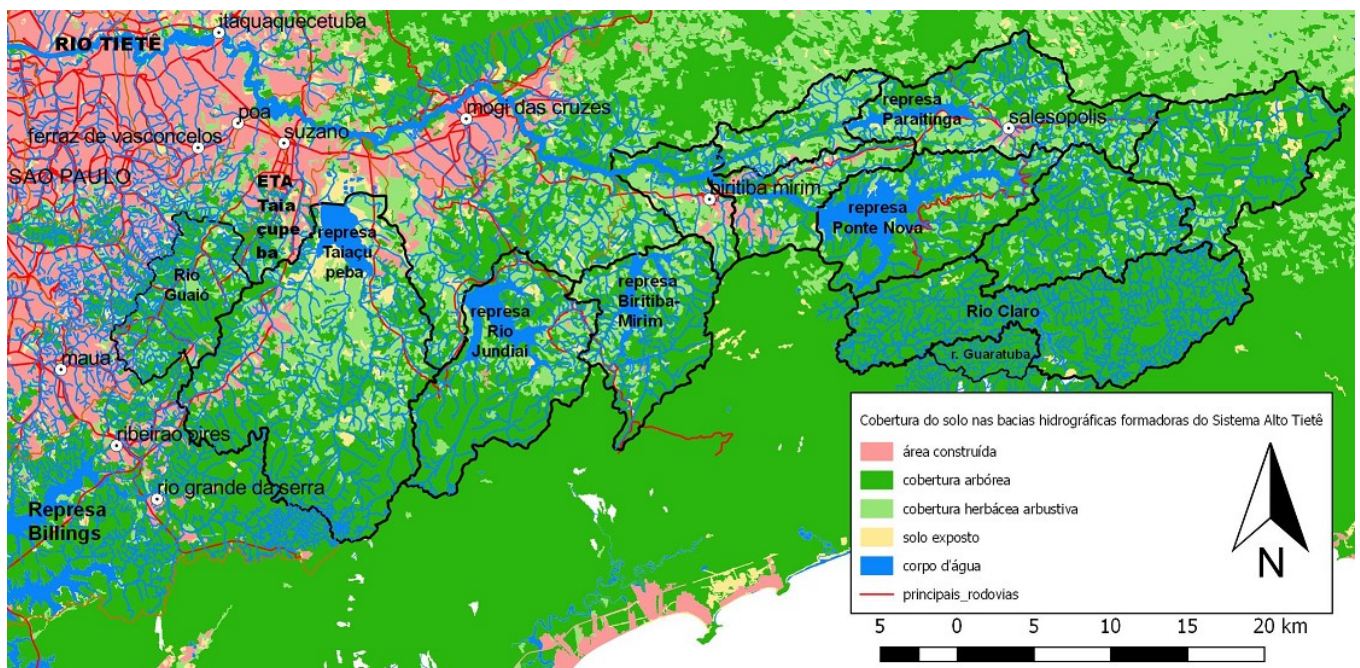 itaquaquecetuba
RIO TIETÊ
poa
ferraz de vasconcelos
suzano
mogi das cruzes
SAO PAULO
ETA
Taia
çupe
ba
represa
Taiaçu
peba
Rio
Guaió
maua
ribeirao pires
rio grande da serra
Represa
Billings
represa
Rio
Jundiaí
represa
Biritiba-
Mirim
biritiba mirim
represa
Paraitinga
salesopolis
represa
Ponte Nova
Rio Claro
r. Guaratuba
Cobertura do solo nas bacias hidrográficas formadoras do Sistema Alto Tietê
área construída
cobertura arbórea
cobertura herbácea arbustiva
solo exposto
corpo d'água
principais_rodovias
N
5 0 5 10 15 20 km